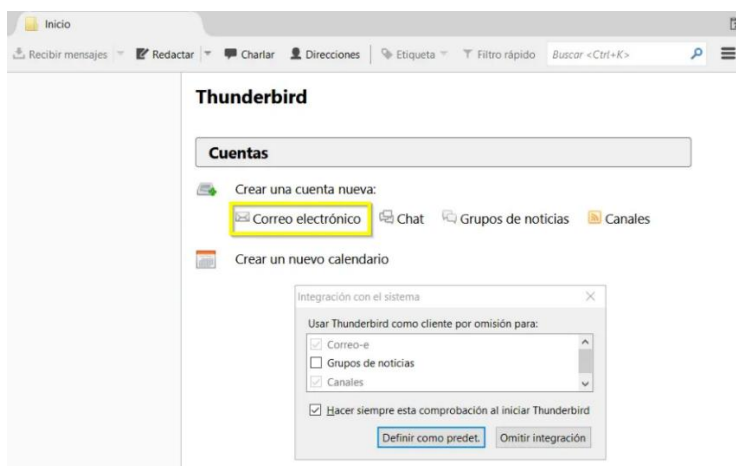 Inicio
Recibir mensajes Redactar Charlar Direcciones Etiqueta Filtro rápido Buscar <Ctrl+K>
Thunderbird
Cuentas
Crear una cuenta nueva:
Correo electrónico Chat Grupos de noticias Canales
Crear un nuevo calendario
Integración con el sistema
Usar Thunderbird como cliente por omisión para:
Correo-e
Grupos de noticias
Canales
Hacer siempre esta comprobación al iniciar Thunderbird
Definir como predet. Omitir integración